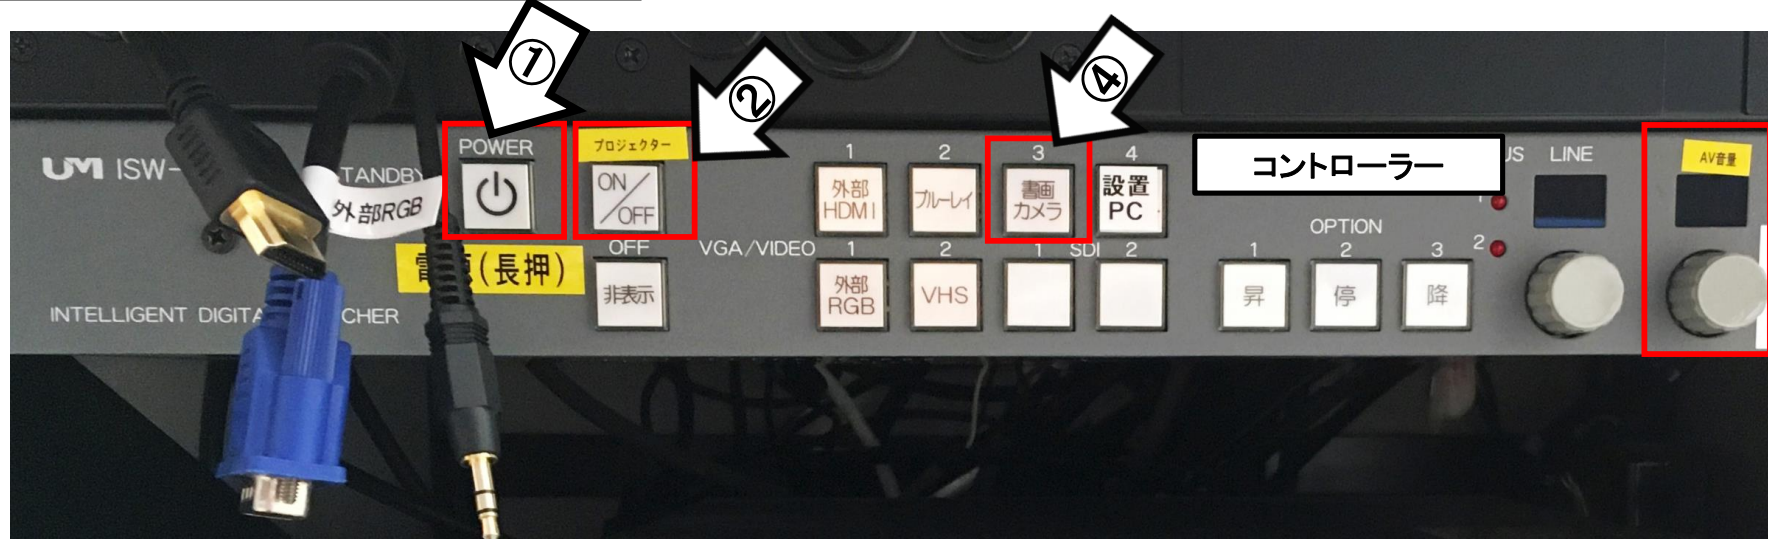 ①
②
④
POWER
プロジェクター
1 2 3 4
コントローラー
LINE
AV音量
UM ISW-
TANDBY
外部RGB
ON/OFF
外部
HDMI
ブルーレイ
書画
カメラ
設置
PC
1
OPTION
OFF
VGA/VIDEO
1 2 1 SDI 2
1 2 3
2
(長押)
非表示
外部
RGB
VHS
昇
停
降
INTELLIGENT DIGITA
CHER